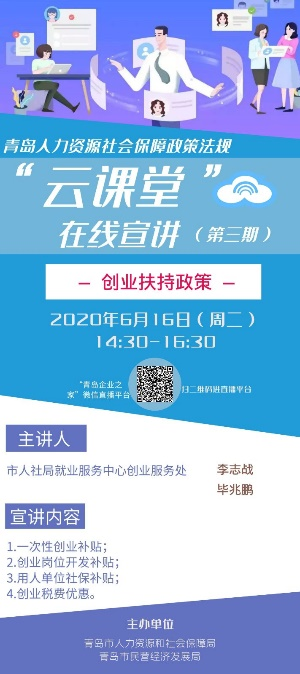 青岛人力资源社会保障政策法规
“云课堂”
在线宣讲（第三期）
— 创业扶持政策 —
2020年6月16日（周二）
14:30-16:30
“青岛企业之家”微信直播平台
扫二维码进直播平台
主讲人
市人社局就业服务中心创业服务处 李志战
毕兆鹏
宣讲内容
1.一次性创业补贴；
2.创业岗位开发补贴；
3.用人单位社保补贴；
4.创业税费优惠。
主办单位
青岛市人力资源和社会保障局
青岛市民营经济发展局